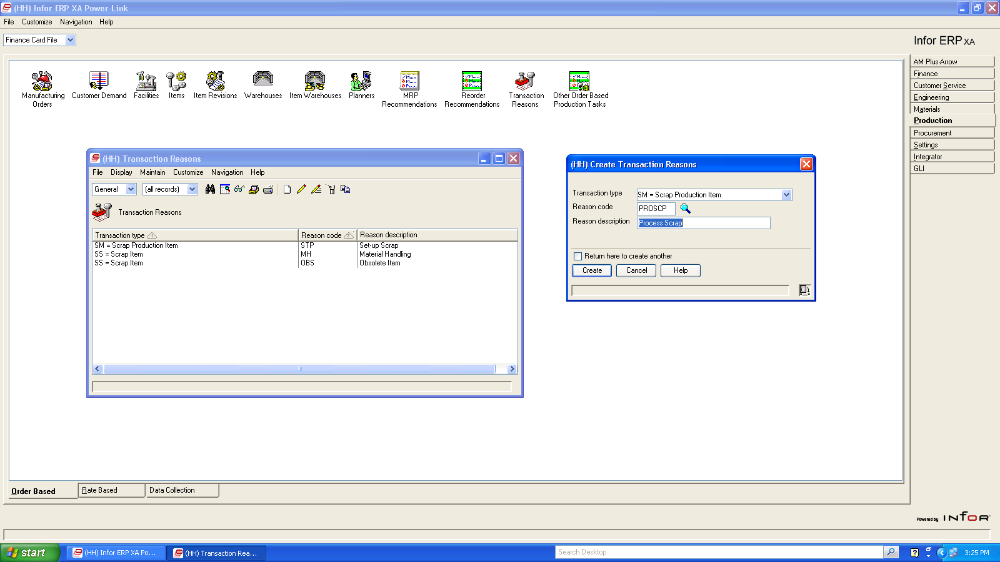 (HH) Infor ERP XA Power-Link
File Customize Navigation Help
Finance Card File
Infor ERP XA
Manufacturing Orders
Customer Demand
Facilities
Items
Item Revisions
Warehouses
Item Warehouses
Planners
MRP Recommendations
Reorder Recommendations
Transaction Reasons
Other Order Based Production Tasks
AM Plus-Arrow
Finance
Customer Service
Engineering
Materials
Production
Procurement
Settings
Integrator
GLI
(HH) Transaction Reasons
File Display Maintain Customize Navigation Help
General (all records)
Transaction Reasons
Transaction type Reason code Reason description
SM = Scrap Production Item STP Set-up Scrap
SS = Scrap Item MH Material Handling
SS = Scrap Item OBS Obsolete Item
(HH) Create Transaction Reasons
Transaction type SM = Scrap Production Item
Reason code PROSCP
Reason description Process Scrap
Return here to create another
Create Cancel Help
Order Based Rate Based Data Collection
Powered by infor
start (HH) Infor ERP XA Po... (HH) Transaction Rea... Search Desktop 3:25 PM